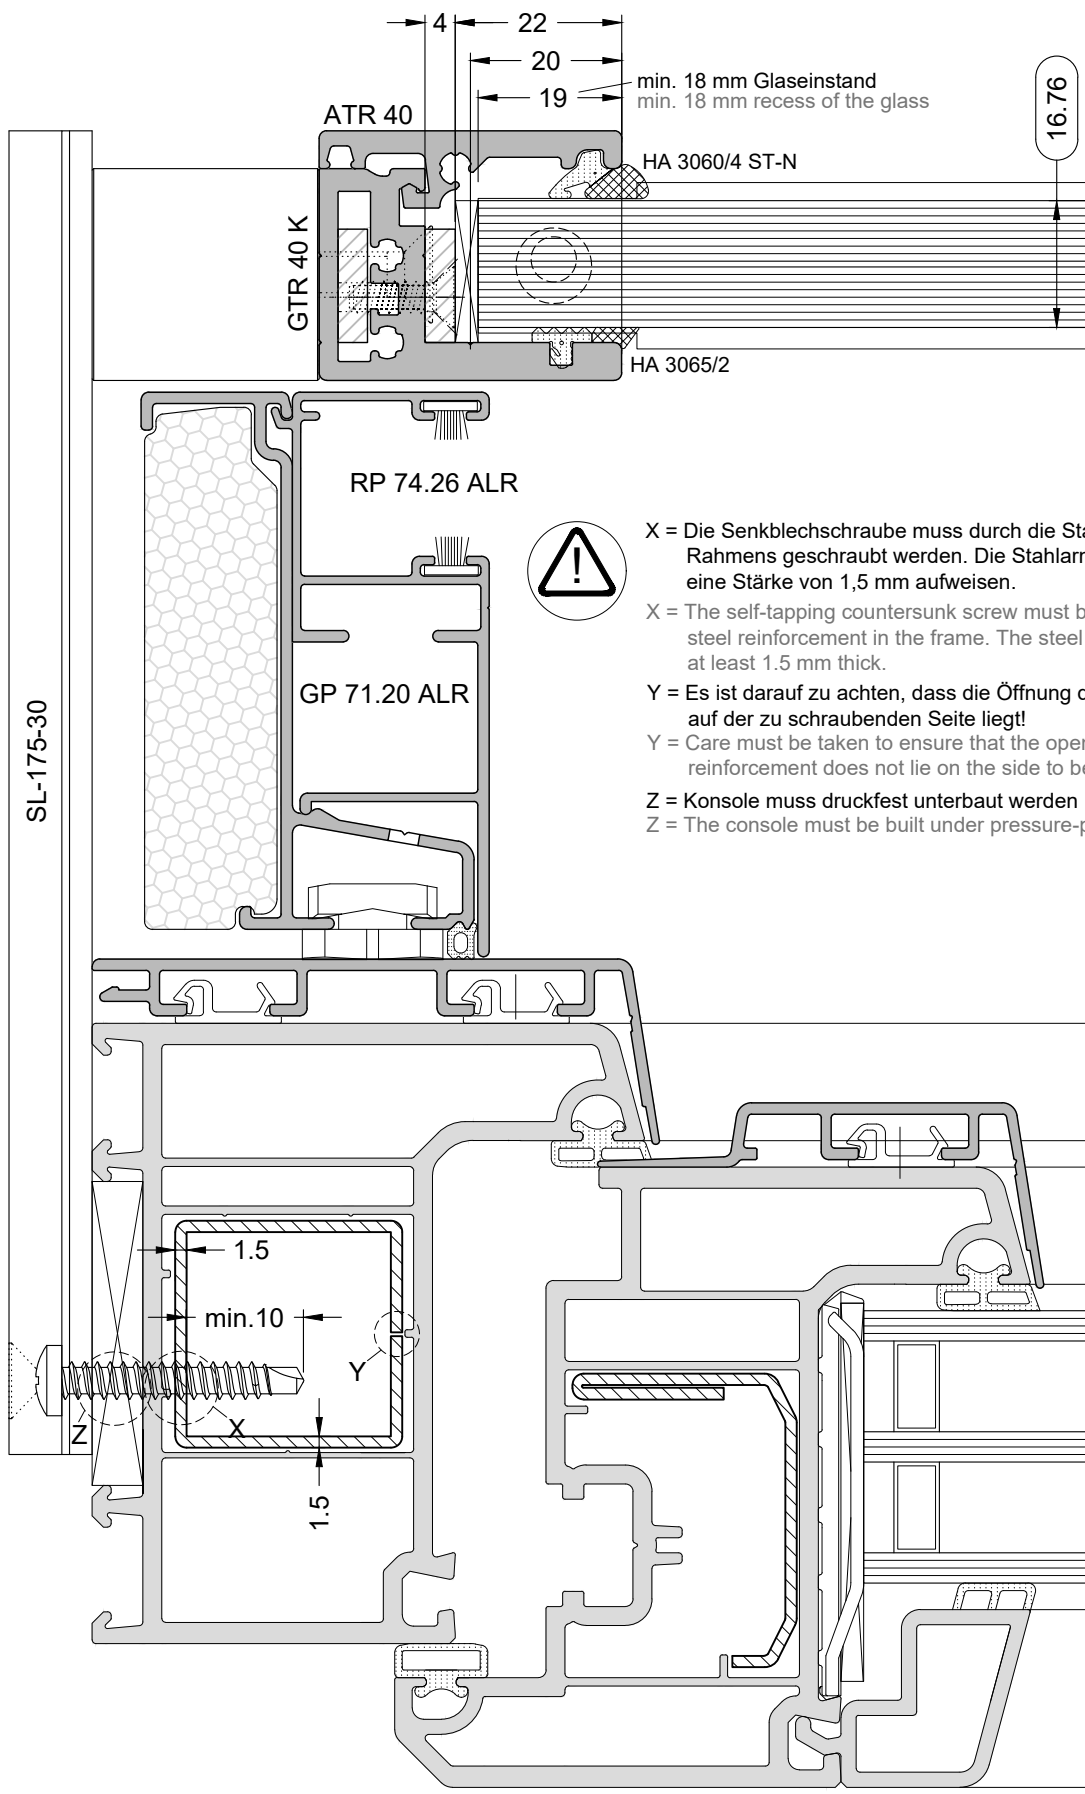 4
22
20
19
min. 18 mm Glaseinstand
min. 18 mm recess of the glass
16.76
ATR 40
HA 3060/4 ST-N
GTR 40 K
HA 3065/2
RP 74.26 ALR
X = Die Senkblechschraube muss durch die
Rahmens geschraubt werden. Die
eine Stärke von 1,5 mm aufweisen.
X = The self-tapping countersunk screw must
steel reinforcement in the frame. The steel
at least 1.5 mm thick.
GP 71.20 ALR
Y = Es ist darauf zu achten, dass die Öffnung
auf der zu schraubenden Seite liegt!
Y = Care must be taken to ensure that the
reinforcement does not lie on the side to
SL-175-30
Z = Konsole muss druckfest unterbaut werden
Z = The console must be built under
1.5
min.10
Y
Z
X
1.5
!